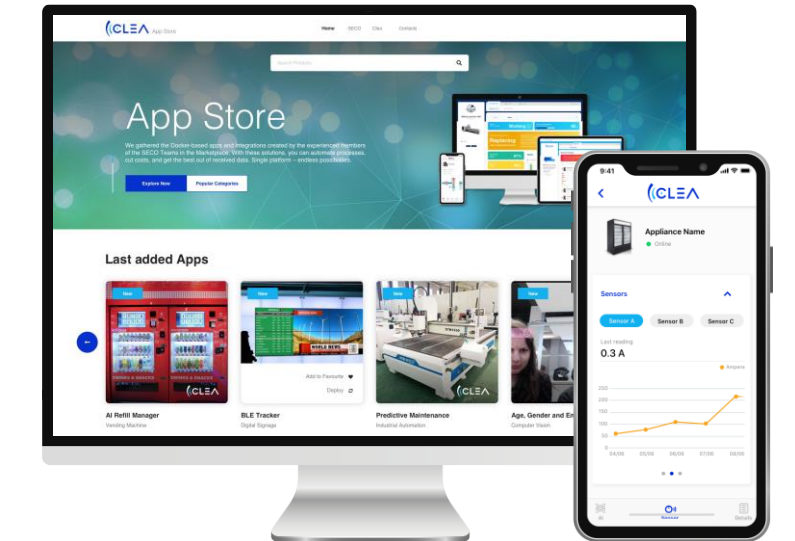 CLEA App Store
Home SECO Clea Contacts
Search Products
App Store
We gathered the Docker-based apps and integrations created by the experienced members
of the SECO Teams in the Marketplace. With these solutions, you can automate processes,
cut costs, and get the best out of received data. Single platform – endless possibilities.
Explore Now Popular Categories
Last added Apps
New
New
New
New
WORLD NEWS
Add to Favourite
Deploy
CLEA
CLEA
AI Refill Manager
Vending Machine
BLE Tracker
Digital Signage
Predictive Maintenance
Industrial Automation
Age, Gender and Em
Computer Vision
9:41
CLEA
Appliance Name
Online
Sensors
Sensor A Sensor B Sensor C
Last reading
0.3 A
Ampere
250
200
150
100
50
0
04/06 05/06 06/06 07/06 08/06
AI Sensor Details